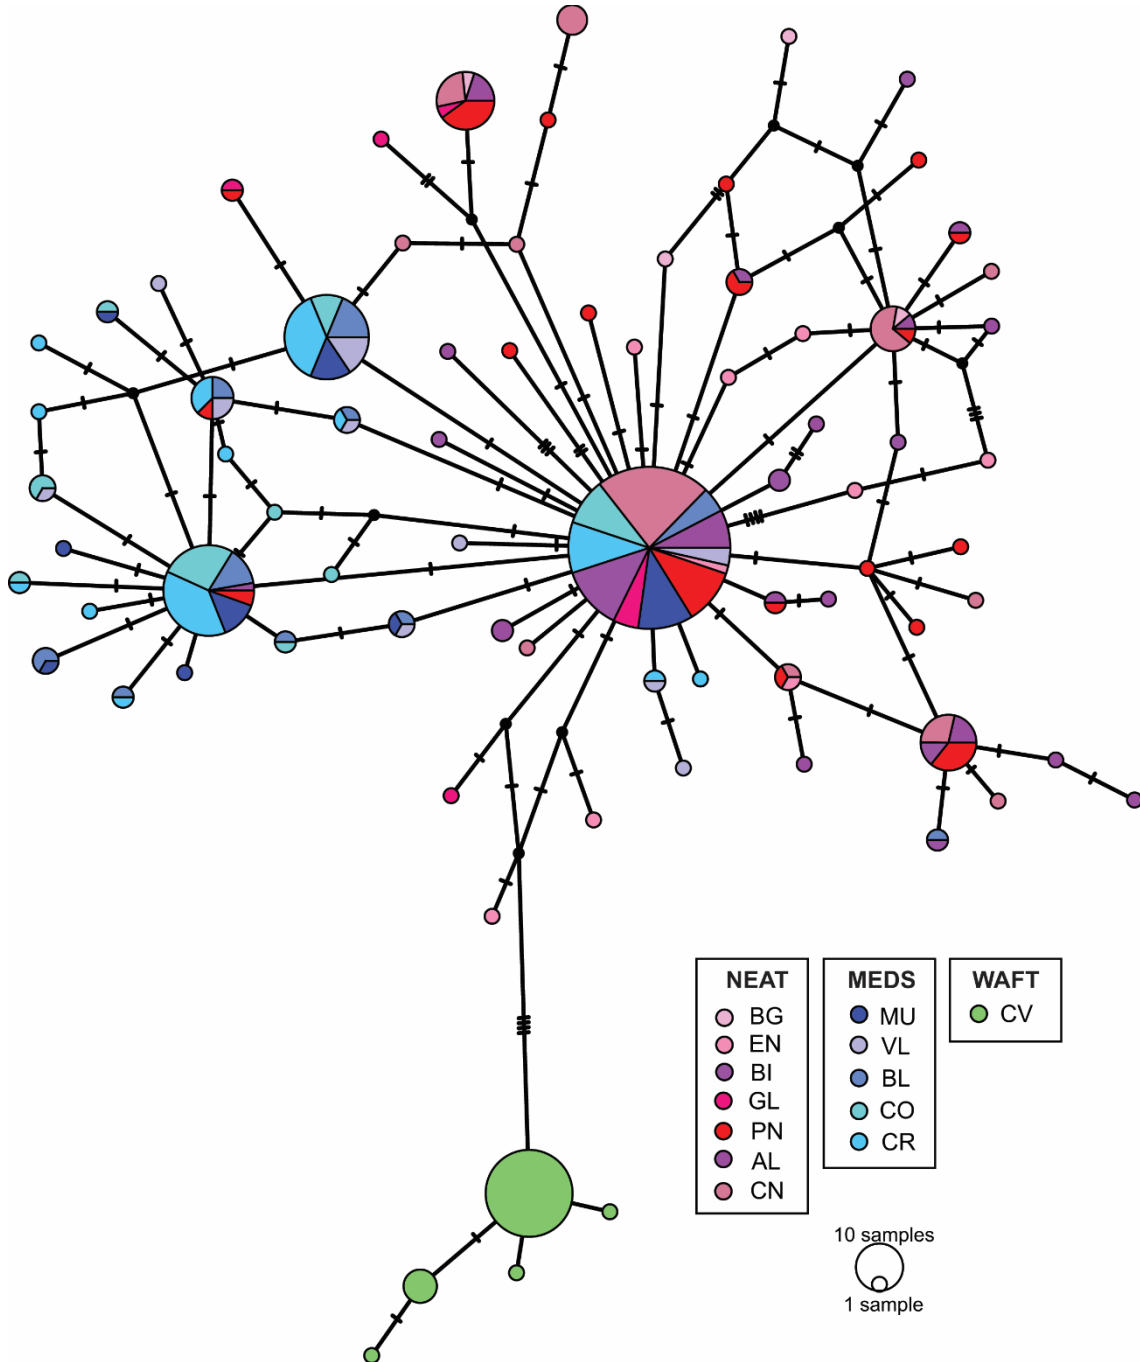 NEAT
BG
EN
BI
GL
PN
AL
CN
MEDS
MU
VL
BL
CO
CR
WAFT
CV
10 samples
1 sample